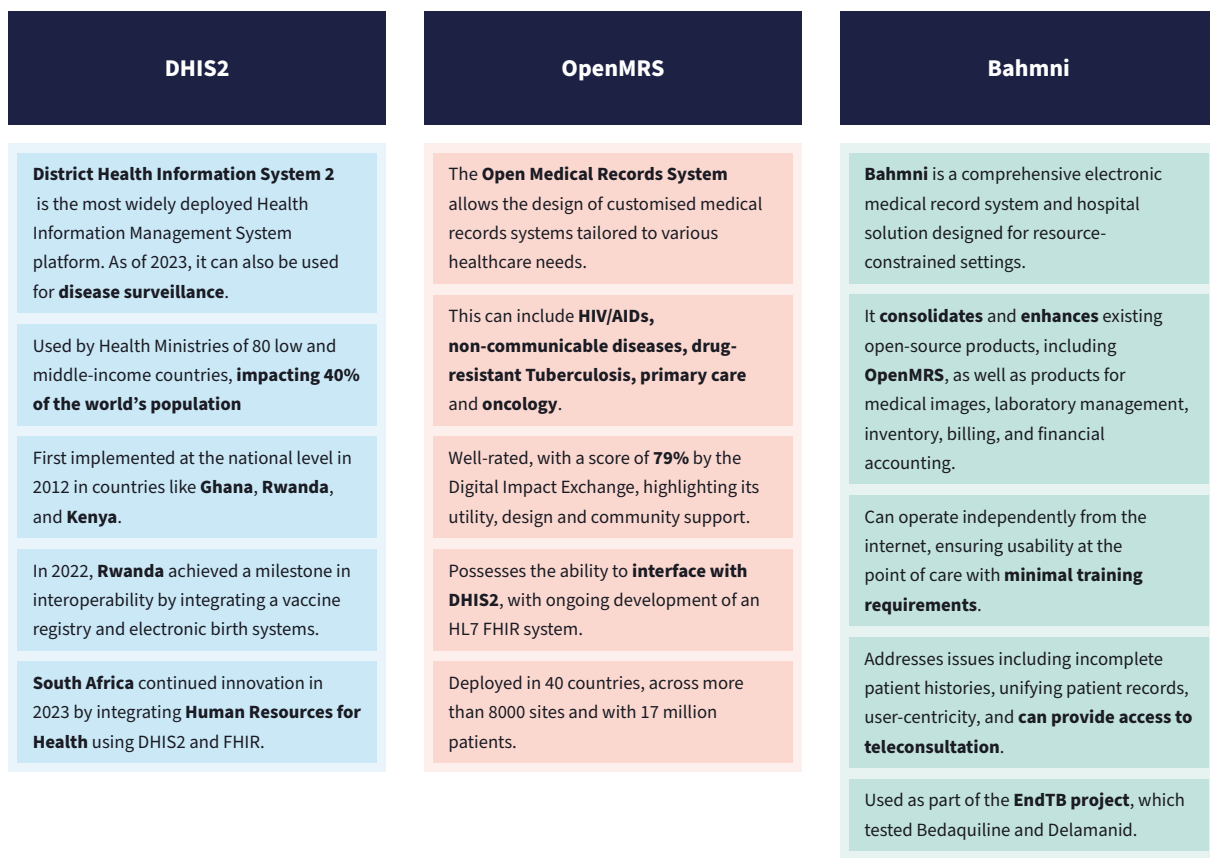 DHIS2
District Health Information System 2
is the most widely deployed Health
Information Management System
platform. As of 2023, it can also be used
for disease surveillance.
Used by Health Ministries of 80 low and
middle-income countries, impacting 40%
of the world’s population
First implemented at the national level in
2012 in countries like Ghana, Rwanda,
and Kenya.
In 2022, Rwanda achieved a milestone in
interoperability by integrating a vaccine
registry and electronic birth systems.
South Africa continued innovation in
2023 by integrating Human Resources for
Health using DHIS2 and FHIR.
OpenMRS
The Open Medical Records System
allows the design of customised medical
records systems tailored to various
healthcare needs.
This can include HIV/AIDs,
non-communicable diseases, drug-
resistant Tuberculosis, primary care
and oncology.
Well-rated, with a score of 79% by the
Digital Impact Exchange, highlighting its
utility, design and community support.
Possesses the ability to interface with
DHIS2, with ongoing development of an
HL7 FHIR system.
Deployed in 40 countries, across more
than 8000 sites and with 17 million
patients.
Bahmni
Bahmni is a comprehensive electronic
medical record system and hospital
solution designed for resource-
constrained settings.
It consolidates and enhances existing
open-source products, including
OpenMRS, as well as products for
medical images, laboratory management,
inventory, billing, and financial
accounting.
Can operate independently from the
internet, ensuring usability at the
point of care with minimal training
requirements.
Addresses issues including incomplete
patient histories, unifying patient records,
user-centricity, and can provide access to
teleconsultation.
Used as part of the EndTB project, which
tested Bedaquiline and Delamanid.